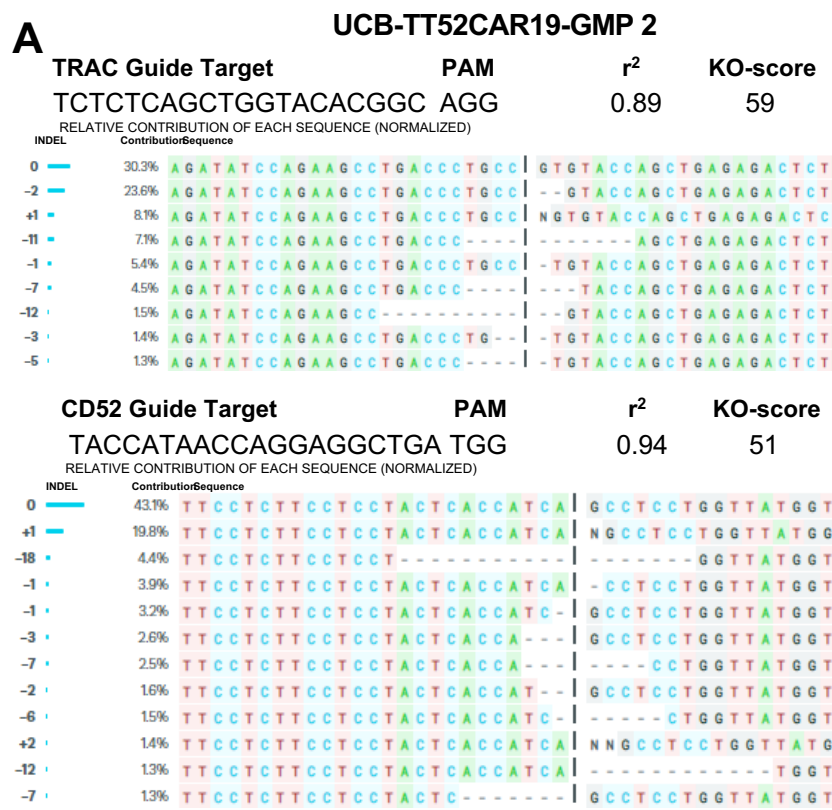 A
UCB-TT52CAR19-GMP 2
TRAC Guide Target PAM r² KO-score
TCTCTCAGCTGGTACACGGC AGG 0.89 59
RELATIVE CONTRIBUTION OF EACH SEQUENCE (NORMALIZED)
INDEL Contribution Sequence
0 30.3% AGATATCCAGAAGCCTGACCCTGCC | GTGTACCAGCTGAGAGACTCT
-2 23.6% AGATATCCAGAAGCCTGACCCTGCC | --GTACCAGCTGAGAGACTCT
+1 8.1% AGATATCCAGAAGCCTGACCCTGCC | NGTGTACCAGCTGAGAGACTC
-11 7.1% AGATATCCAGAAGCCTGACCC---- | -------AGCTGAGAGACTCT
-1 5.4% AGATATCCAGAAGCCTGACCCTGCC | -TGTACCAGCTGAGAGACTCT
-7 4.5% AGATATCCAGAAGCCTGACCC---- | ---TACCAGCTGAGAGACTCT
-12 1.5% AGATATCCAGAAGCC---------- | --GTACCAGCTGAGAGACTCT
-3 1.4% AGATATCCAGAAGCCTGACCCTG-- | -TGTACCAGCTGAGAGACTCT
-5 1.3% AGATATCCAGAAGCCTGACCC---- | -TGTACCAGCTGAGAGACTCT
CD52 Guide Target PAM r² KO-score
TACCATAACCAGGAGGCTGA TGG 0.94 51
RELATIVE CONTRIBUTION OF EACH SEQUENCE (NORMALIZED)
INDEL Contribution Sequence
0 43.1% TTCCTCTTCCTCCTACTCACCATCA | GCCTCCTGGTTATGGT
+1 19.8% TTCCTCTTCCTCCTACTCACCATCA | NGCCTCCTGGTTATGG
-18 4.4% TTCCTCTTCCTCCT----------- | -------GGTTATGGT
-1 3.9% TTCCTCTTCCTCCTACTCACCATCA | -CCTCCTGGTTATGGT
-1 3.2% TTCCTCTTCCTCCTACTCACCATC- | GCCTCCTGGTTATGGT
-3 2.6% TTCCTCTTCCTCCTACTCACCA--- | GCCTCCTGGTTATGGT
-7 2.5% TTCCTCTTCCTCCTACTCACCA--- | ----CCTGGTTATGGT
-2 1.6% TTCCTCTTCCTCCTACTCACCAT-- | GCCTCCTGGTTATGGT
-6 1.5% TTCCTCTTCCTCCTACTCACCATC- | -----CTGGTTATGGT
+2 1.4% TTCCTCTTCCTCCTACTCACCATCA | NNGCCTCCTGGTTATG
-12 1.3% TTCCTCTTCCTCCTACTCACCATCA | ------------TGGT
-7 1.3% TTCCTCTTCCTCCTACTC------- | GCCTCCTGGTTATGGT